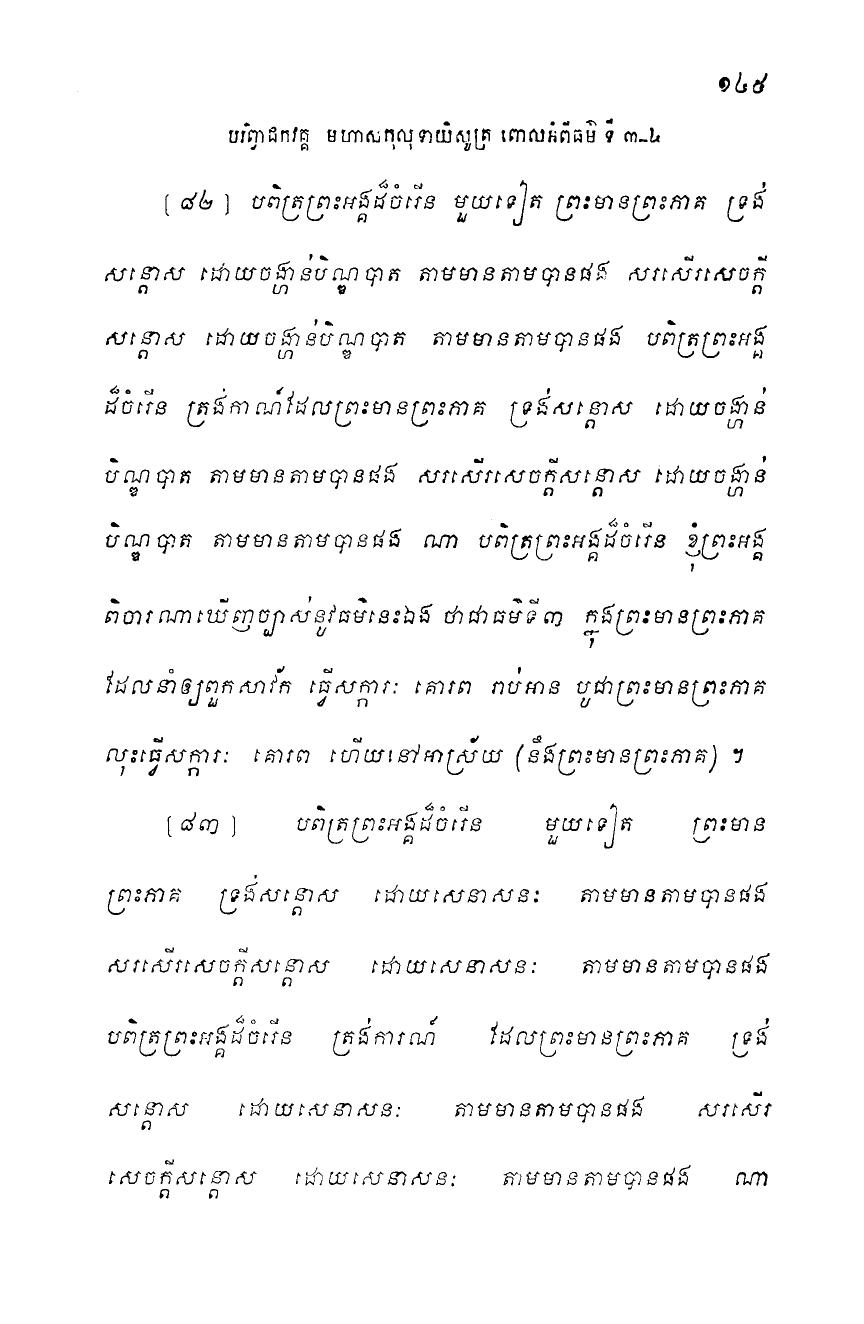 ១៤៥
បរិព្វាជកវគ្គ មហាសកុលុទាយិសូត្រ ពោលអំពីធម៌ ទី ៣-៤
[ ៨២ ] បពិត្រព្រះអង្គដ៏ចំរើន មួយទៀត ព្រះមានព្រះភាគ ទ្រង់
សន្តោស ដោយចង្ហាន់បិណ្ឌបាត តាមមានតាមបានផង សរសើរសេចក្តី
សន្តោស ដោយចង្ហាន់បិណ្ឌបាត តាមមានតាមបានផង បពិត្រព្រះអង្គ
ដ៏ចំរើន ត្រង់កាណ៍ដែលព្រះមានព្រះភាគ ទ្រង់សន្តោស ដោយចង្ហាន់
បិណ្ឌបាត តាមមានតាមបានផង សរសើរសេចក្តីសន្តោស ដោយចង្ហាន់
បិណ្ឌបាត តាមមានតាមបានផង ណា បពិត្រព្រះអង្គដ៏ចំរើន ខ្ញុំព្រះអង្គ
ពិចារណាឃើញច្បាស់នូវធម៌នេះឯង ថាជាធម៌ទី៣ ក្នុងព្រះមានព្រះភាគ
ដែលនាំឲ្យពួកសាវ័ក ធ្វើសក្ការៈ គោរព រាប់អាន បូជាព្រះមានព្រះភាគ
លុះធ្វើសក្ការៈ គោរព ហើយនៅអាស្រ័យ (នឹងព្រះមានព្រះភាគ) ។
[ ៨៣ ] បពិត្រព្រះអង្គដ៏ចំរើន មួយទៀត ព្រះមាន
ព្រះភាគ ទ្រង់សន្តោស ដោយសេនាសនៈ តាមមានតាមបានផង
សរសើរសេចក្តីសន្តោស ដោយសេនាសនៈ តាមមានតាមបានផង
បពិត្រព្រះអង្គដ៏ចំរើន ត្រង់ការណ៍ ដែលព្រះមានព្រះភាគ ទ្រង់
សន្តោស ដោយសេនាសនៈ តាមមានតាមបានផង សរសើរ
សេចក្តីសន្តោស ដោយសេនាសនៈ តាមមានតាមបានផង ណា